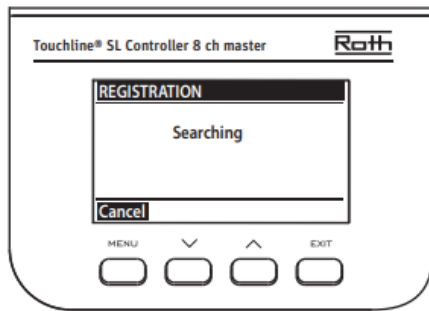 Touchline® SL Controller 8 ch master
Roth
REGISTRATION
Searching
Cancel
MENU
EXIT